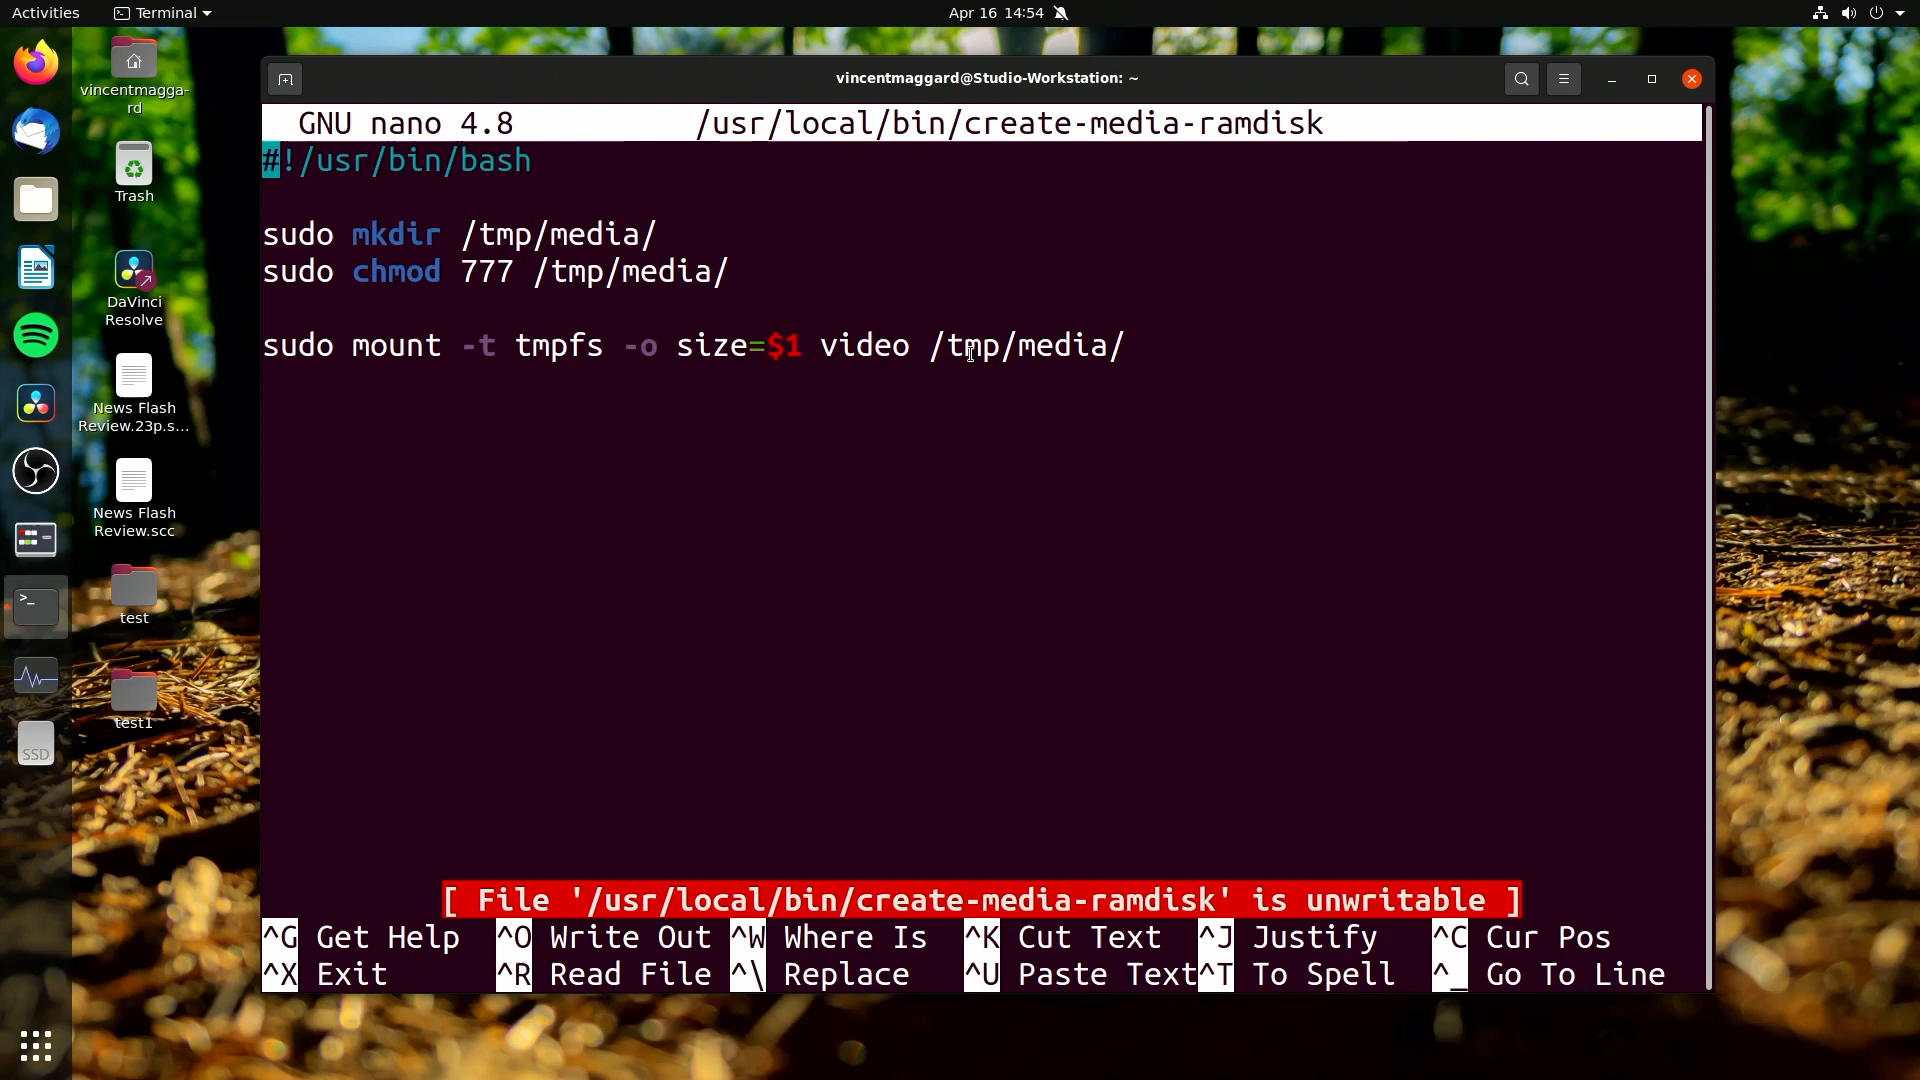 Activities
Terminal
Apr 16 14:54
vincentmaggard@Studio-Workstation: ~
vincentmagga-
rd
Trash
DaVinci
Resolve
News Flash
Review.23p.s...
News Flash
Review.scc
test
test1
SSD
GNU nano 4.8 /usr/local/bin/create-media-ramdisk
#!/usr/bin/bash
sudo mkdir /tmp/media/
sudo chmod 777 /tmp/media/
sudo mount -t tmpfs -o size=$1 video /tmp/media/
[ File '/usr/local/bin/create-media-ramdisk' is unwritable ]
^G Get Help ^O Write Out ^W Where Is ^K Cut Text ^J Justify ^C Cur Pos
^X Exit ^R Read File ^\ Replace ^U Paste Text ^T To Spell ^_ Go To Line